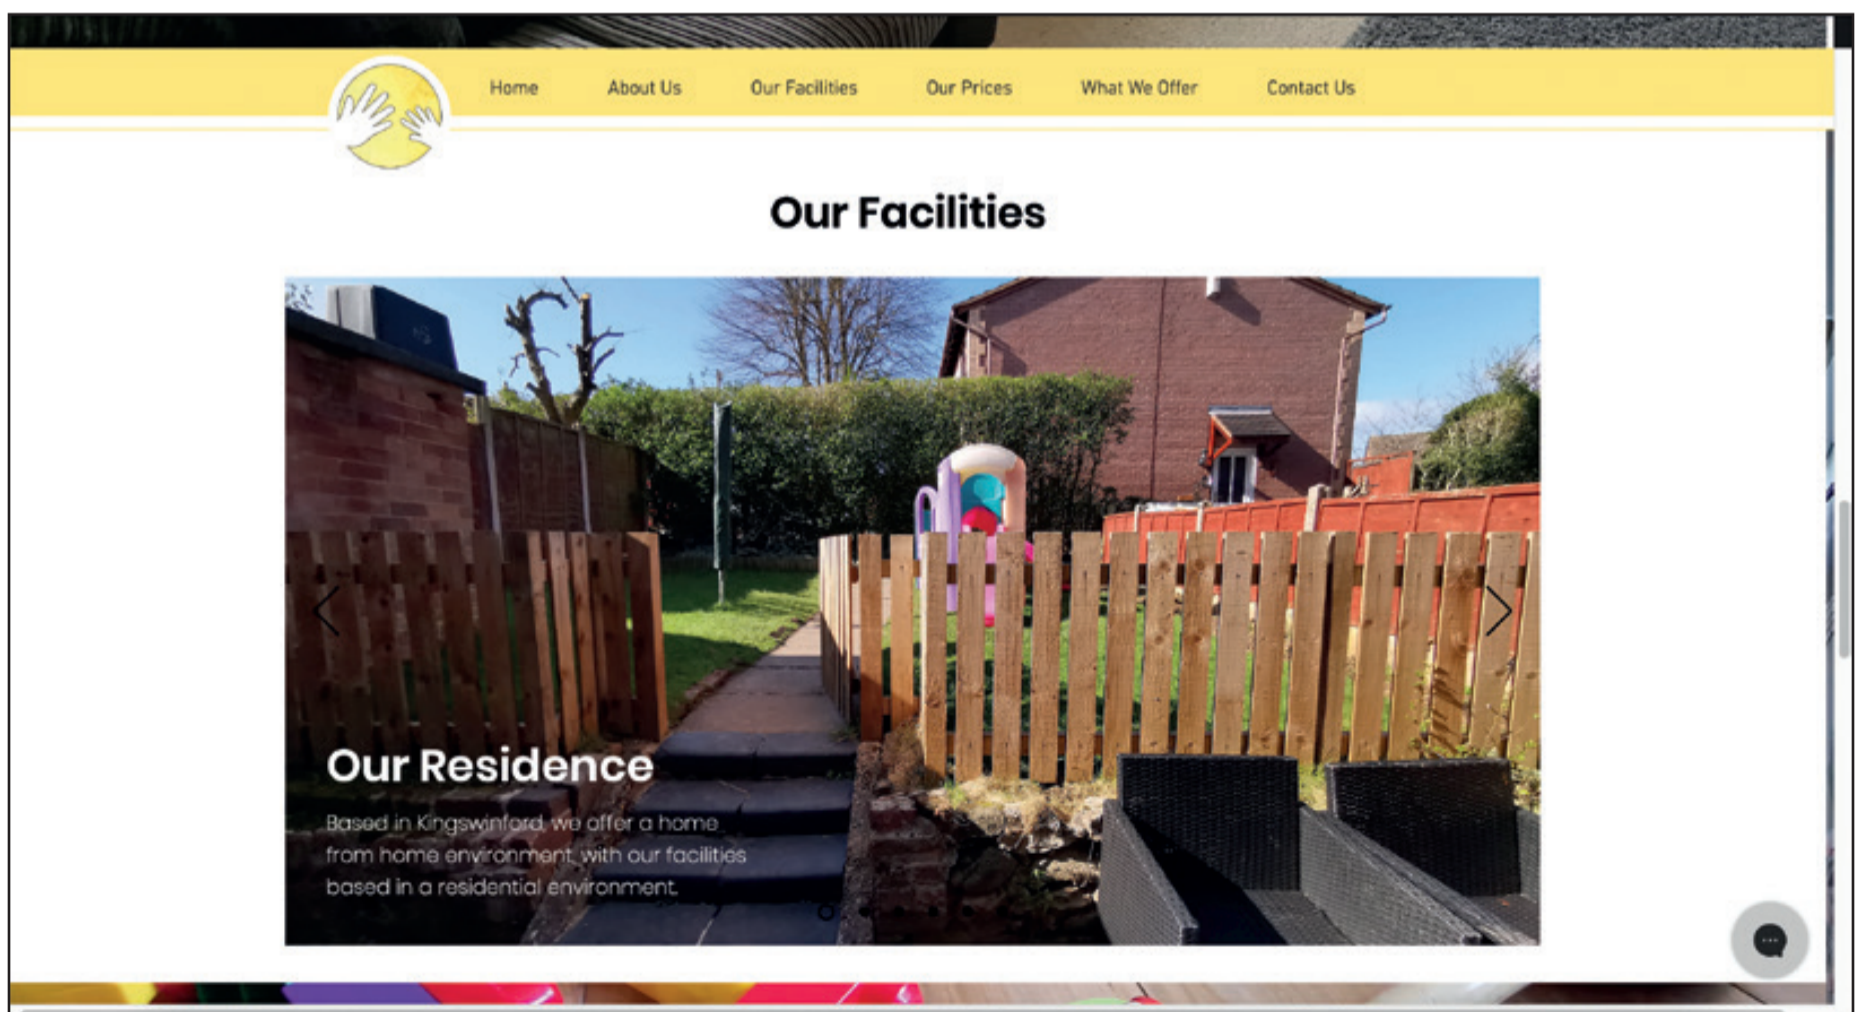 Home About Us Our Facilities Our Prices What We Offer Contact Us
Our Facilities
Our Residence
Based in Kingswinford, we offer a home
from home environment, with our facilities
based in a residential environment.